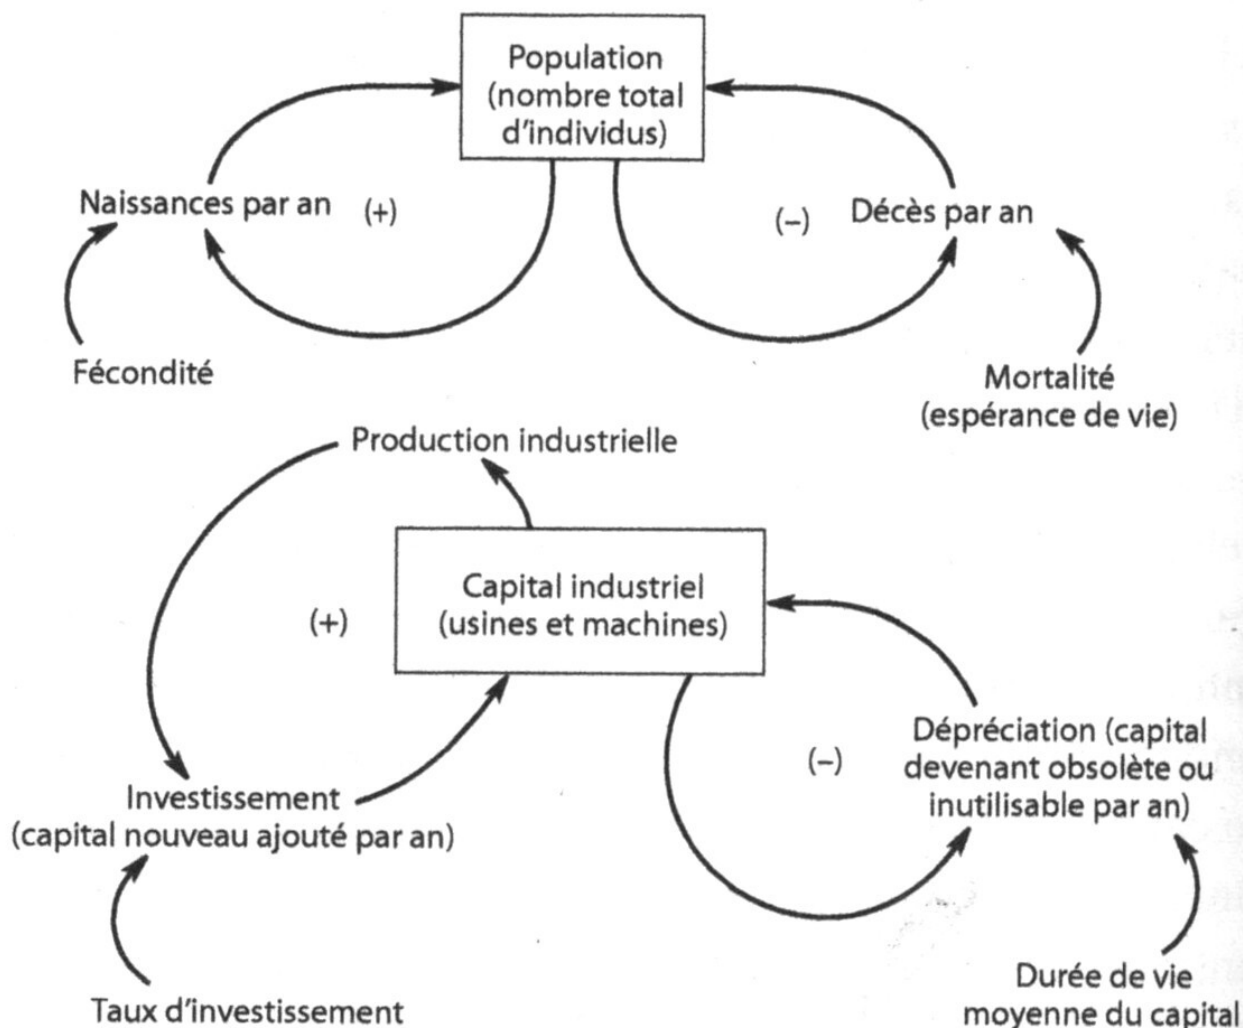 Population
(nombre total
d'individus)
Naissances par an
(+)
(–)
Décès par an
Fécondité
Mortalité
(espérance de vie)
Production industrielle
Capital industriel
(usines et machines)
(+)
Dépréciation (capital
devenant obsolète ou
inutilisable par an)
(–)
Investissement
(capital nouveau ajouté par an)
Taux d'investissement
Durée de vie
moyenne du capital